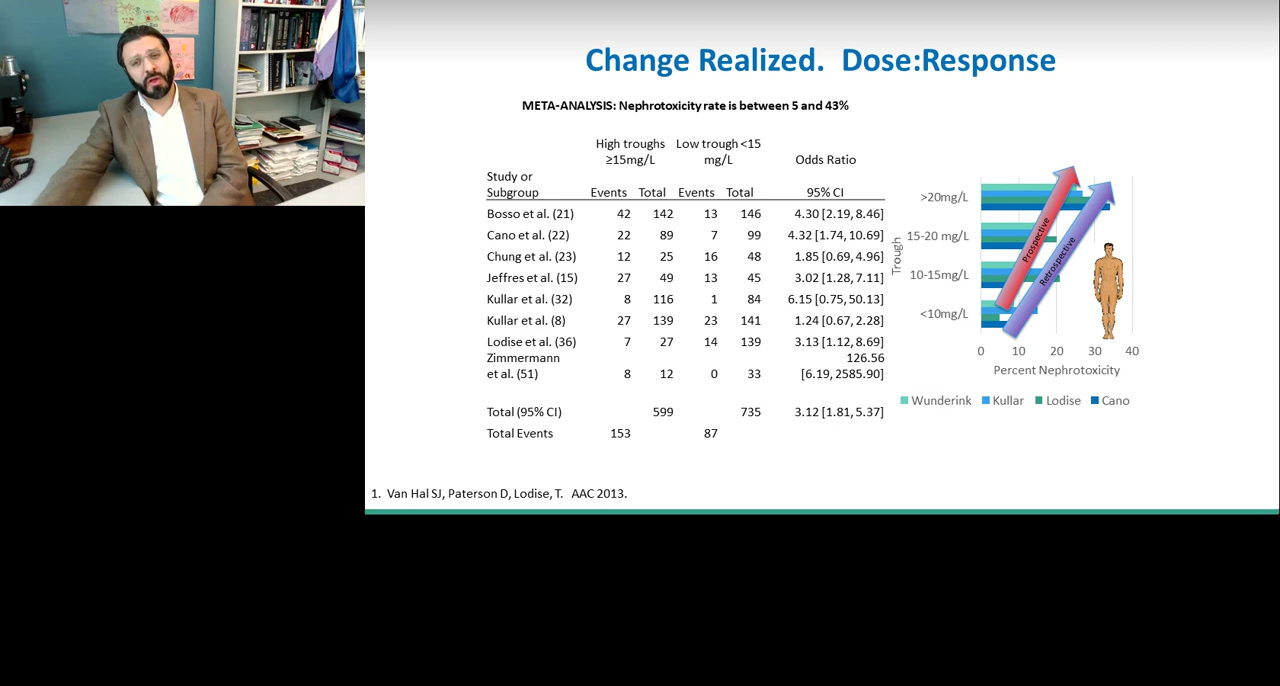 Change Realized. Dose:Response
META-ANALYSIS: Nephrotoxicity rate is between 5 and 43%
High troughs ≥15mg/L Low trough <15 mg/L Odds Ratio
Study or Subgroup Events Total Events Total 95% CI
Bosso et al. (21) 42 142 13 146 4.30 [2.19, 8.46]
Cano et al. (22) 22 89 7 99 4.32 [1.74, 10.69]
Chung et al. (23) 12 25 16 48 1.85 [0.69, 4.96]
Jeffres et al. (15) 27 49 13 45 3.02 [1.28, 7.11]
Kullar et al. (32) 8 116 1 84 6.15 [0.75, 50.13]
Kullar et al. (8) 27 139 23 141 1.24 [0.67, 2.28]
Lodise et al. (36) 7 27 14 139 3.13 [1.12, 8.69]
Zimmermann et al. (51) 8 12 0 33 126.56 [6.19, 2585.90]
Total (95% CI) 599 735 3.12 [1.81, 5.37]
Total Events 153 87
Trough
>20mg/L
15-20 mg/L
10-15mg/L
<10mg/L
Prospective
Retrospective
0 10 20 30 40
Percent Nephrotoxicity
Wunderink Kullar Lodise Cano
1. Van Hal SJ, Paterson D, Lodise, T. AAC 2013.